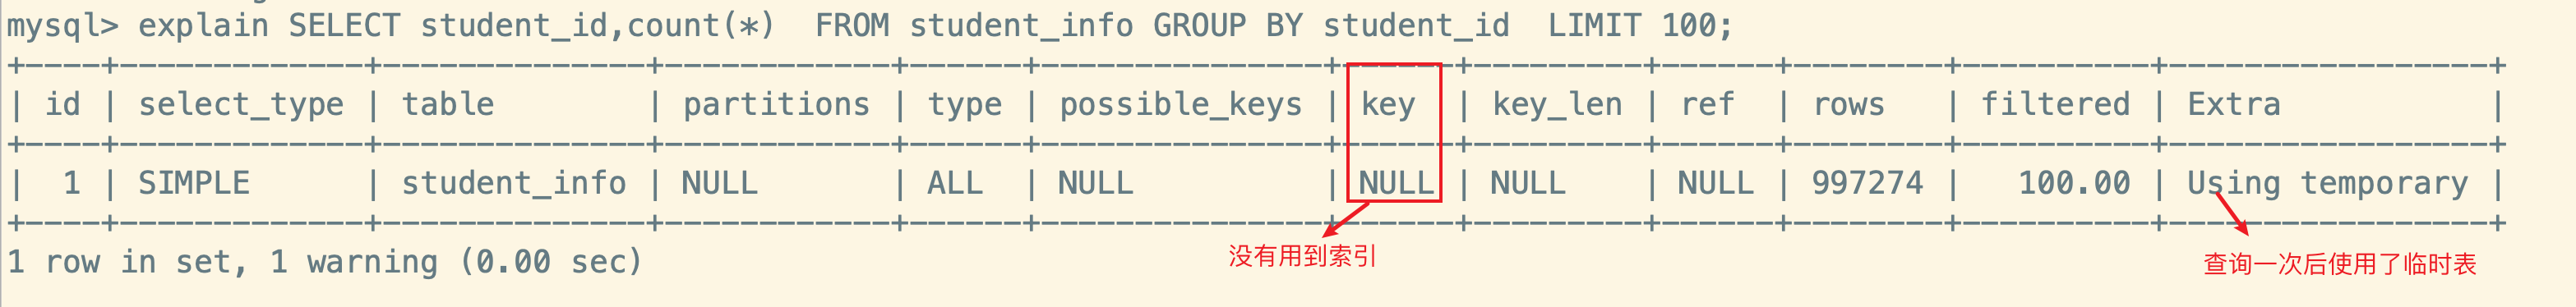 mysql> explain SELECT student_id,count(*)  FROM student_info GROUP BY student_id  LIMIT 100;
+----+-------------+--------------+------------+------+---------------+------+---------+------+--------+----------+-----------------+
| id | select_type | table        | partitions | type | possible_keys | key  | key_len | ref  | rows   | filtered | Extra           |
+----+-------------+--------------+------------+------+---------------+------+---------+------+--------+----------+-----------------+
|  1 | SIMPLE      | student_info | NULL       | ALL  | NULL          | NULL | NULL    | NULL | 997274 |   100.00 | Using temporary |
+----+-------------+--------------+------------+------+---------------+------+---------+------+--------+----------+-----------------+
1 row in set, 1 warning (0.00 sec)
没有用到索引
查询一次后使用了临时表